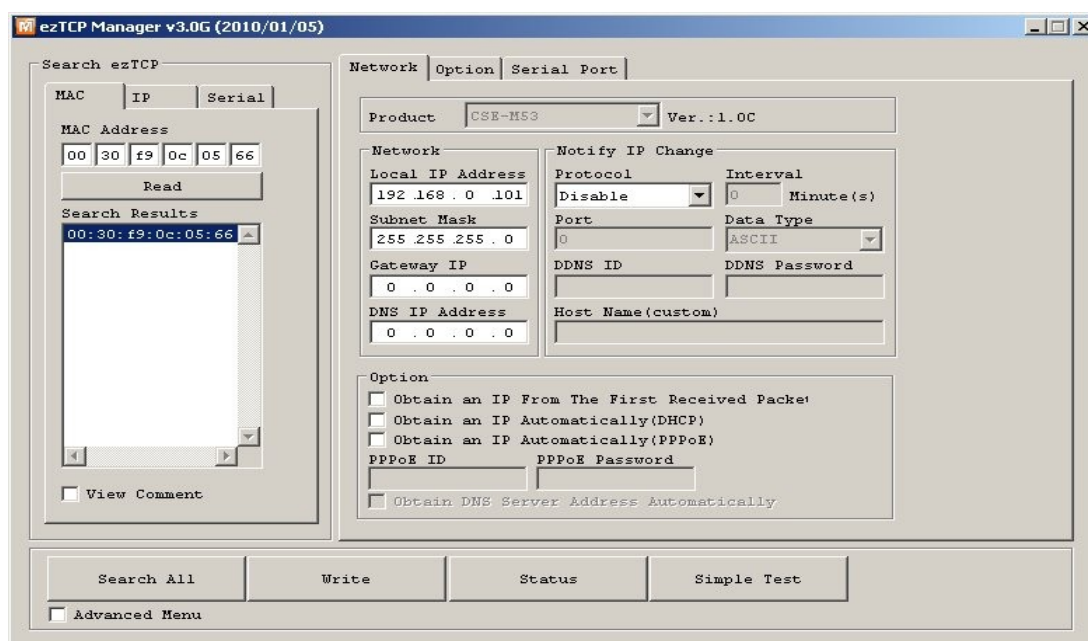 ezTCP Manager v3.0G (2010/01/05)
Search ezTCP
MAC IP Serial
MAC Address
00 30 f9 0c 05 66
Read
Search Results
00:30:f9:0c:05:66
View Comment
Network Option Serial Port
Product CSE-M53 Ver.:1.0C
Network
Local IP Address
192 .168 . 0 .101
Subnet Mask
255 .255 .255 . 0
Gateway IP
0 . 0 . 0 . 0
DNS IP Address
0 . 0 . 0 . 0
Notify IP Change
Protocol Interval
Disable 0 Minute(s)
Port Data Type
0 ASCII
DDNS ID DDNS Password
Host Name(custom)
Option
Obtain an IP From The First Received Packet
Obtain an IP Automatically(DHCP)
Obtain an IP Automatically(PPPoE)
PPPoE ID PPPoE Password
Obtain DNS Server Address Automatically
Search All Write Status Simple Test
Advanced Menu